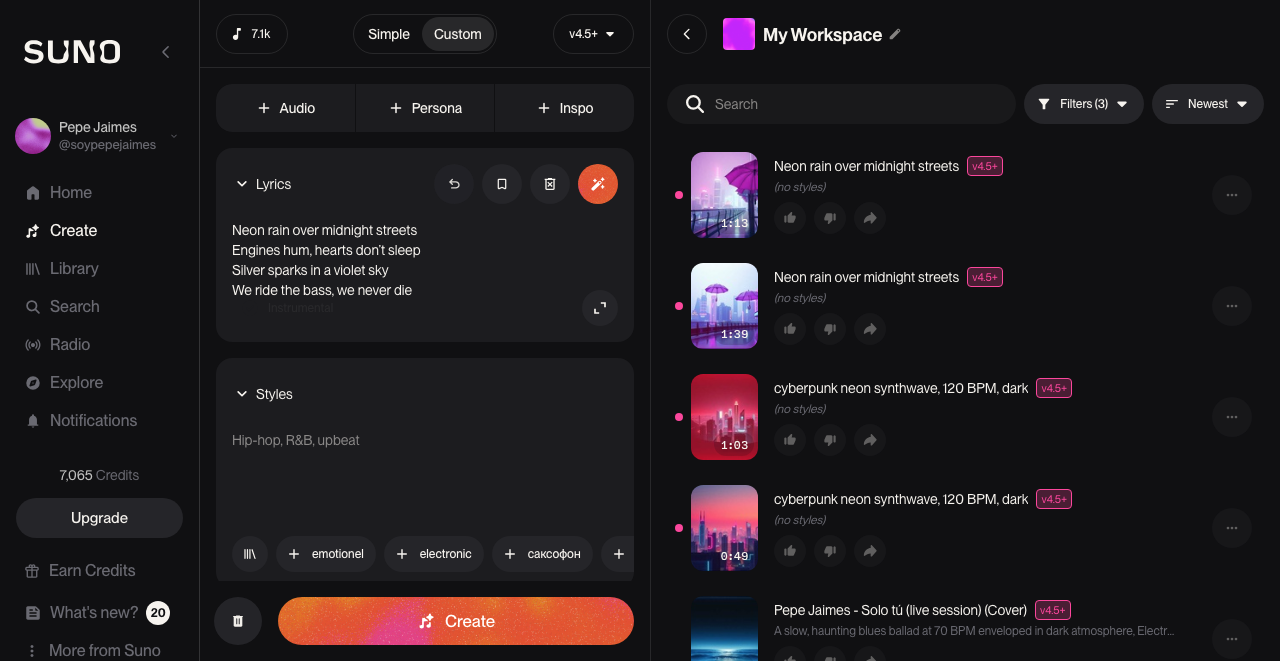 SUNO
Pepe Jaimes
@soypepejaimes
Home
Create
Library
Search
Radio
Explore
Notifications
7,065 Credits
Upgrade
Earn Credits
What's new? 20
More from Suno
7.1k
Simple Custom
v4.5+
Audio
Persona
Inspo
Lyrics
Neon rain over midnight streets
Engines hum, hearts don't sleep
Silver sparks in a violet sky
We ride the bass, we never die
Instrumental
Styles
Hip-hop, R&B, upbeat
emotionel
electronic
саксофон
Create
My Workspace
Search
Filters (3)
Newest
Neon rain over midnight streets v4.5+
(no styles)
1:13
Neon rain over midnight streets v4.5+
(no styles)
1:39
cyberpunk neon synthwave, 120 BPM, dark v4.5+
(no styles)
1:03
cyberpunk neon synthwave, 120 BPM, dark v4.5+
(no styles)
0:49
Pepe Jaimes - Solo tú (live session) (Cover) v4.5+
A slow, haunting blues ballad at 70 BPM enveloped in dark atmosphere, Electr...